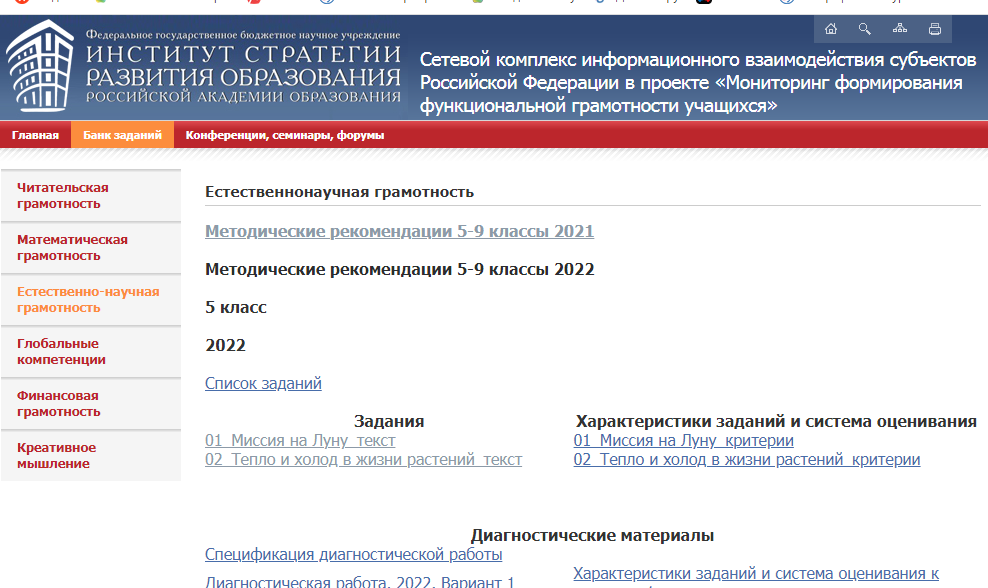 Федеральное государственное бюджетное научное учреждение
ИНСТИТУТ СТРАТЕГИИ
РАЗВИТИЯ ОБРАЗОВАНИЯ
РОССИЙСКОЙ АКАДЕМИИ ОБРАЗОВАНИЯ
Сетевой комплекс информационного взаимодействия субъектов
Российской Федерации в проекте «Мониторинг формирования
функциональной грамотности учащихся»
Главная Банк заданий Конференции, семинары, форумы
Читательская
грамотность
Математическая
грамотность
Естественно-научная
грамотность
Глобальные
компетенции
Финансовая
грамотность
Креативное
мышление
Естественнонаучная грамотность
Методические рекомендации 5-9 классы 2021
Методические рекомендации 5-9 классы 2022
5 класс
2022
Список заданий
Задания
01_Миссия на Луну_текст
02_Тепло и холод в жизни растений_текст
Характеристики заданий и система оценивания
01_Миссия на Луну_критерии
02_Тепло и холод в жизни растений_критерии
Диагностические материалы
Спецификация диагностической работы
Диагностическая работа. 2022. Вариант 1
Характеристики заданий и система оценивания к